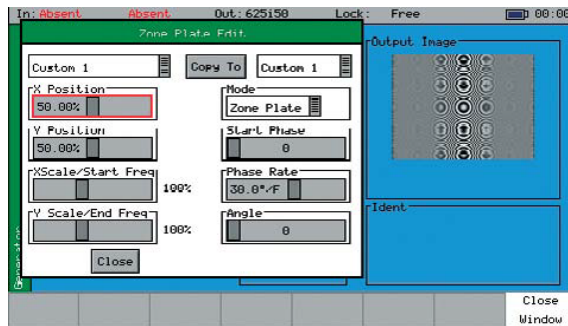 In: Absent Absent Out: 625i50 Lock: Free 00:00
Zone Plate Edit
Custom 1 Copy To Custom 1
X Position
50.00%
Mode
Zone Plate
Y Position
50.00%
Start Phase
0
XScale/Start Freq
100%
Phase Rate
30.0°/F
Y Scale/End Freq
100%
Angle
0
Close
Output Image
Ident
Generator
Close
Window